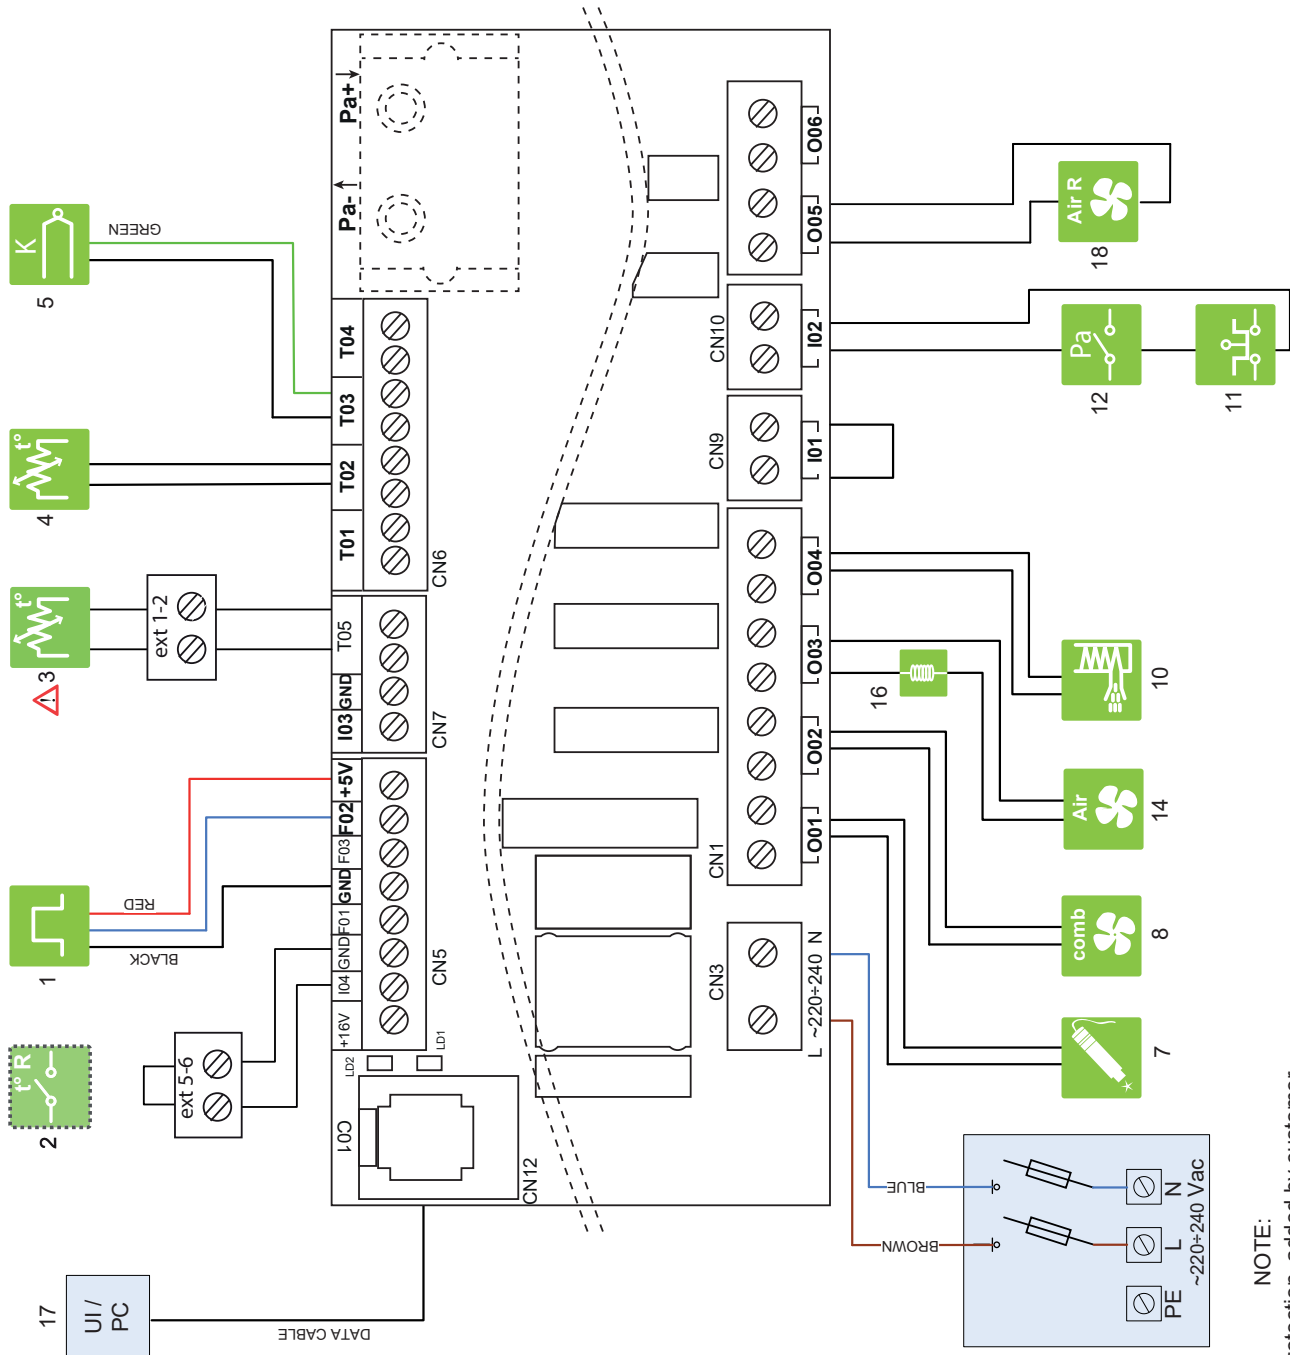 Pa+
Pa-
5
K
GREEN
4
t°
3
t°
ext 1-2
1
RED
BLACK
2
t° R
ext 5-6
17
UI /
PC
DATA CABLE
T04
T03
T02
T01
CN6
T05
GND
I03
CN7
+5V
F02
F03
GND
F01
GND
I04
+16V
CN5
LD2
LD1
C01
CN12
O06
O05
CN10
I02
CN9
I01
O04
O03
O02
O01
CN1
CN3
L ~220÷240 N
Air R
18
Pa
12
11
16
10
Air
14
comb
8
7
BLUE
BROWN
N
L
PE
~220÷240 Vac
NOTE: